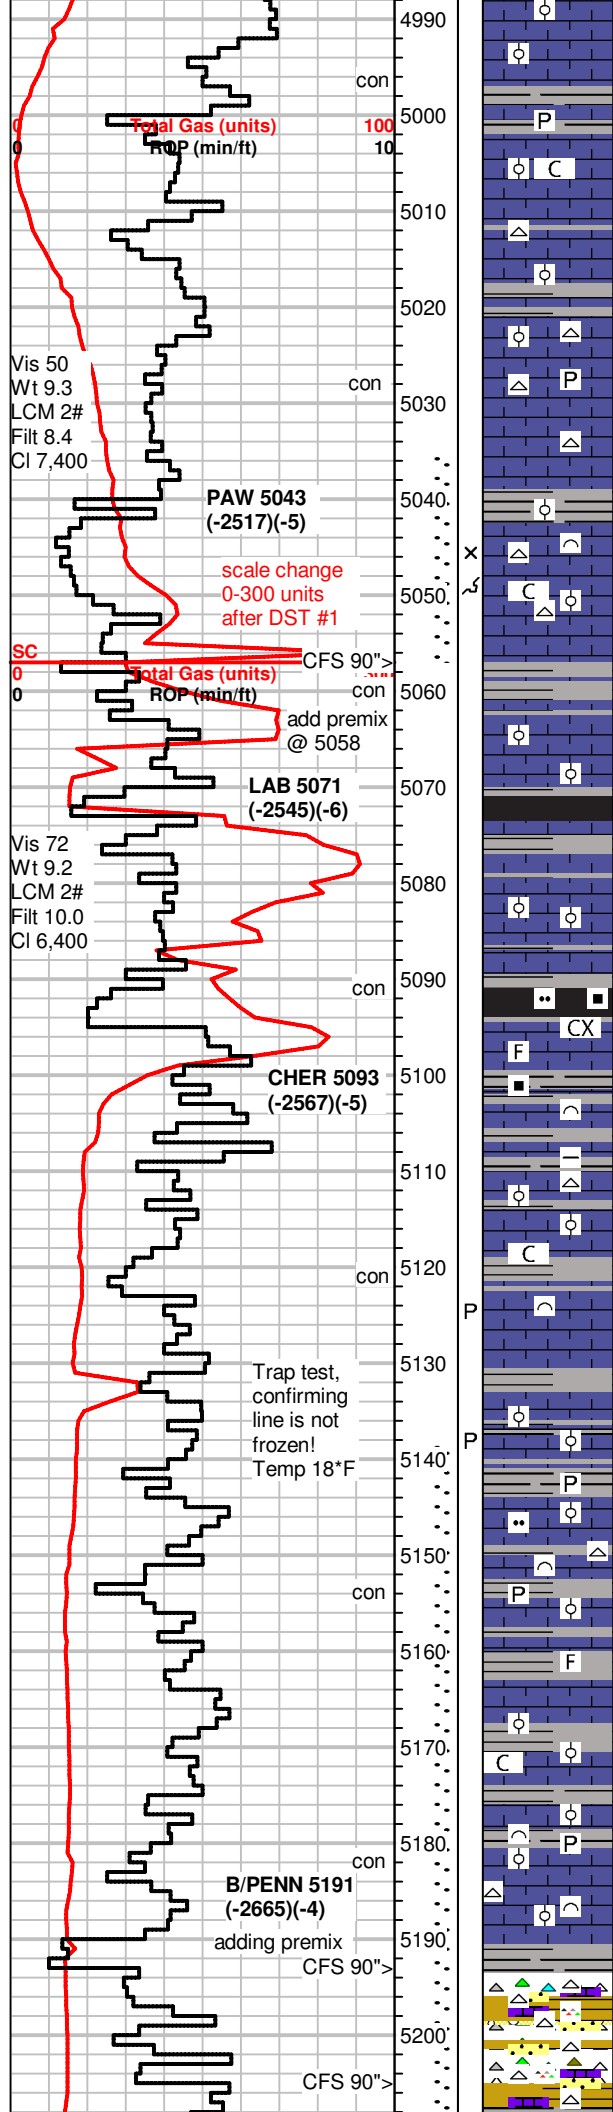 4990
con
5000
P
0 Total Gas (units) 100
0 ROP (min/ft) 10
C
5010
5020
Vis 50
Wt 9.3
LCM 2#
Filt 8.4
Cl 7,400
con
P
5030
PAW 5043
(-2517)(-5)
5040
x
scale change
0-300 units
after DST #1
C
5050
SC
CFS 90">
0 Total Gas (units)
0 ROP (min/ft)
con
5060
add premix
@ 5058
LAB 5071
(-2545)(-6)
5070
Vis 72
Wt 9.2
LCM 2#
Filt 10.0
Cl 6,400
5080
con
5090
CX
F
CHER 5093
(-2567)(-5)
5100
5110
C
con
5120
P
Trap test,
confirming
line is not
frozen!
Temp 18*F
5130
P
5140
P
5150
con
P
5160
F
5170
C
5180
P
con
B/PENN 5191
(-2665)(-4)
adding premix
5190
CFS 90">
5200
CFS 90">